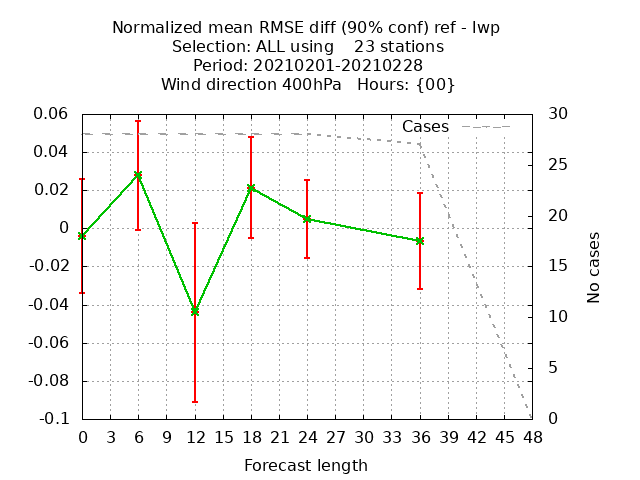 Normalized mean RMSE diff (90% conf) ref - lwp
Selection: ALL using    23 stations
Period: 20210201-20210228
Wind direction 400hPa   Hours: {00}
Cases
0.06
0.04
0.02
0
-0.02
-0.04
-0.06
-0.08
-0.1
30
25
20
15
10
5
0
No cases
0 3 6 9 12 15 18 21 24 27 30 33 36 39 42 45 48
Forecast length